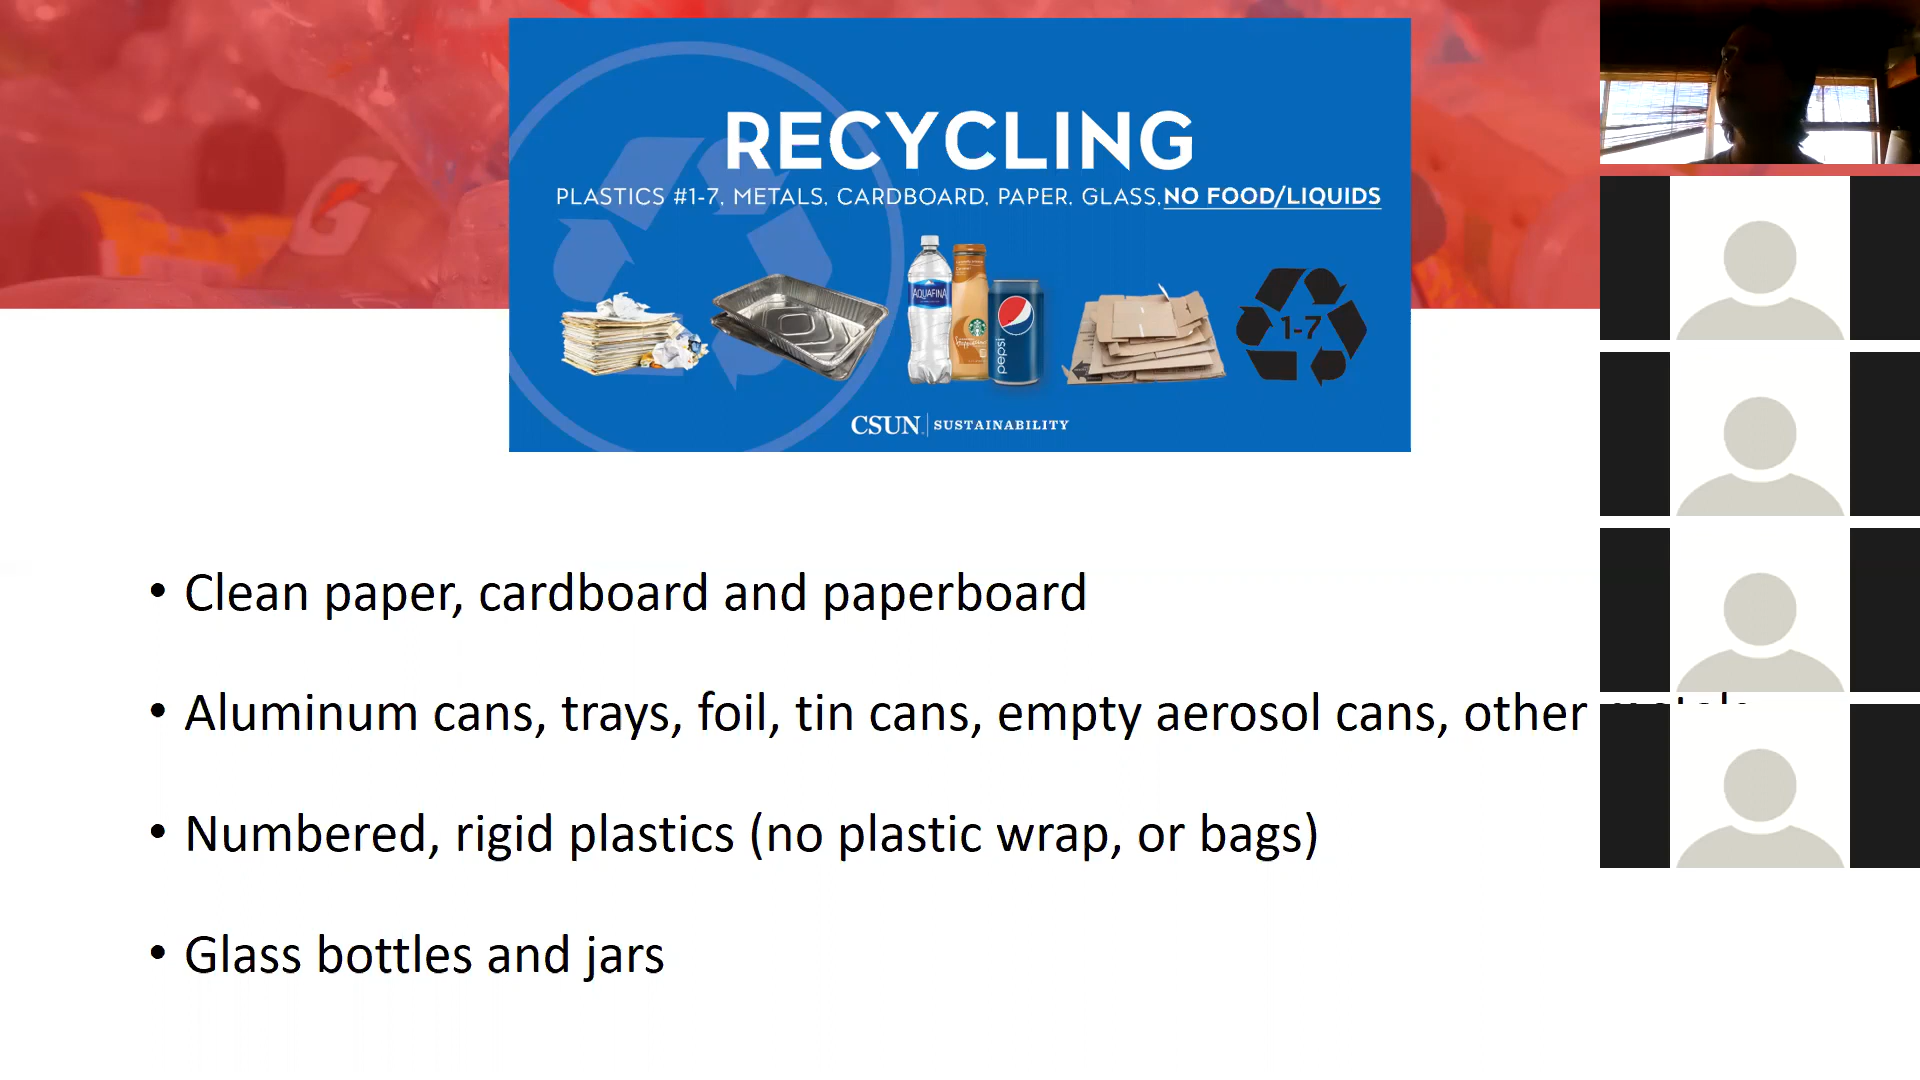 RECYCLING
PLASTICS #1-7, METALS, CARDBOARD, PAPER, GLASS, NO FOOD/LIQUIDS
AQUAFINA
pepsi
1-7
CSUN | SUSTAINABILITY
• Clean paper, cardboard and paperboard
• Aluminum cans, trays, foil, tin cans, empty aerosol cans, other
• Numbered, rigid plastics (no plastic wrap, or bags)
• Glass bottles and jars